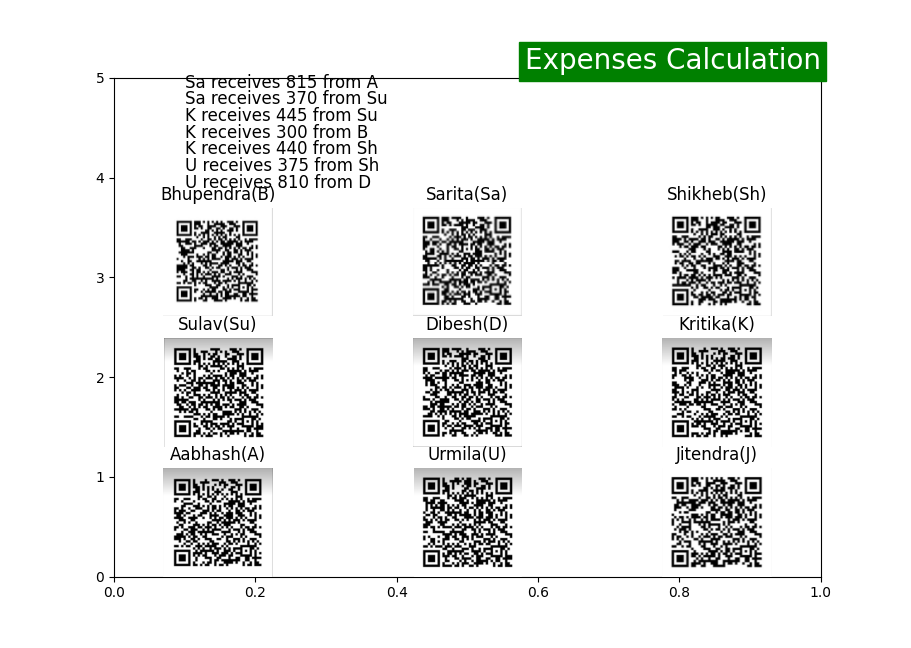 Expenses Calculation
5
Sa receives 815 from A
Sa receives 370 from Su
K receives 445 from Su
K receives 300 from B
K receives 440 from Sh
U receives 375 from Sh
4
U receives 810 from D
Bhupendra(B) Sarita(Sa) Shikheb(Sh)
3
Sulav(Su) Dibesh(D) Kritika(K)
2
Aabhash(A) Urmila(U) Jitendra(J)
1
0
0.0 0.2 0.4 0.6 0.8 1.0